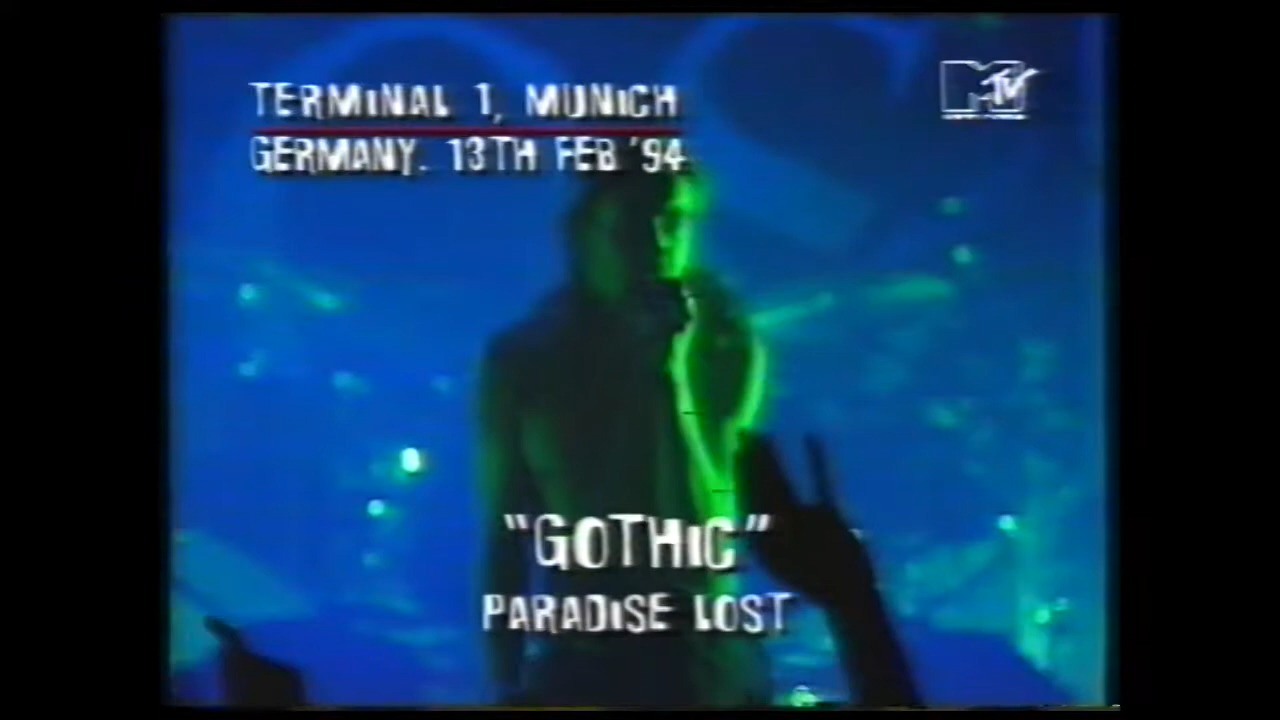 TERMINAL 1, MUNICH
MTV
GERMANY. 13TH FEB '94
"GOTHIC"
PARADISE LOST